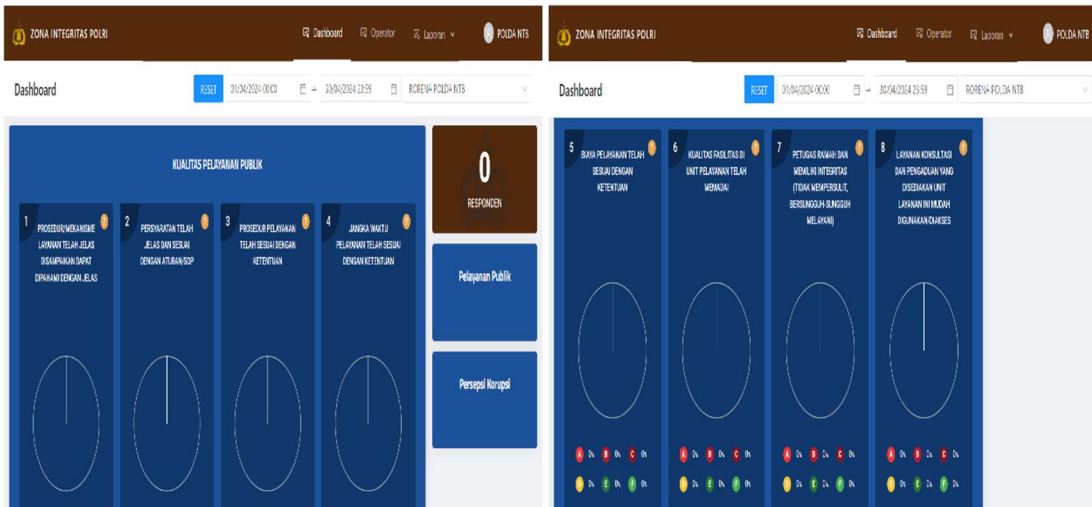 ZONA INTEGRITAS POLRI
Dashboard Operator Laporan POLDA NTB
Dashboard
RESET 01/04/2024 00:00 → 30/04/2024 23:59 RORENA POLDA NTB
KUALITAS PELAYANAN PUBLIK
1 PROSEDUR/MEKANISME
LAYANAN TELAH JELAS
DISAMPAIKAN DAPAT
DIPAHAMI DENGAN JELAS
2 PERSYARATAN TELAH
JELAS DAN SESUAI
DENGAN ATURAN/SOP
3 PROSEDUR PELAYANAN
TELAH SESUAI DENGAN
KETENTUAN
4 JANGKA WAKTU
PELAYANAN TELAH SESUAI
DENGAN KETENTUAN
0
RESPONDEN
Pelayanan Publik
Persepsi Korupsi
ZONA INTEGRITAS POLRI
Dashboard Operator Laporan POLDA NTB
Dashboard
RESET 01/04/2024 00:00 → 30/04/2024 23:59 RORENA POLDA NTB
5 BIAYA PELAYANAN TELAH
SESUAI DENGAN
KETENTUAN
A 0% B 0% C 0%
D 0% E 0% F 0%
6 KUALITAS FASILITAS DI
UNIT PELAYANAN TELAH
MEMADAI
A 0% B 0% C 0%
D 0% E 0% F 0%
7 PETUGAS RAMAH DAN
MEMILIKI INTEGRITAS
(TIDAK MEMPERSULIT,
BERSUNGGUH-SUNGGUH
MELAYANI)
A 0% B 0% C 0%
D 0% E 0% F 0%
8 LAYANAN KONSULTASI
DAN PENGADUAN YANG
DISEDIAKAN UNIT
LAYANAN INI MUDAH
DIGUNAKAN/DIAKSES
A 0% B 0% C 0%
D 0% E 0% F 0%